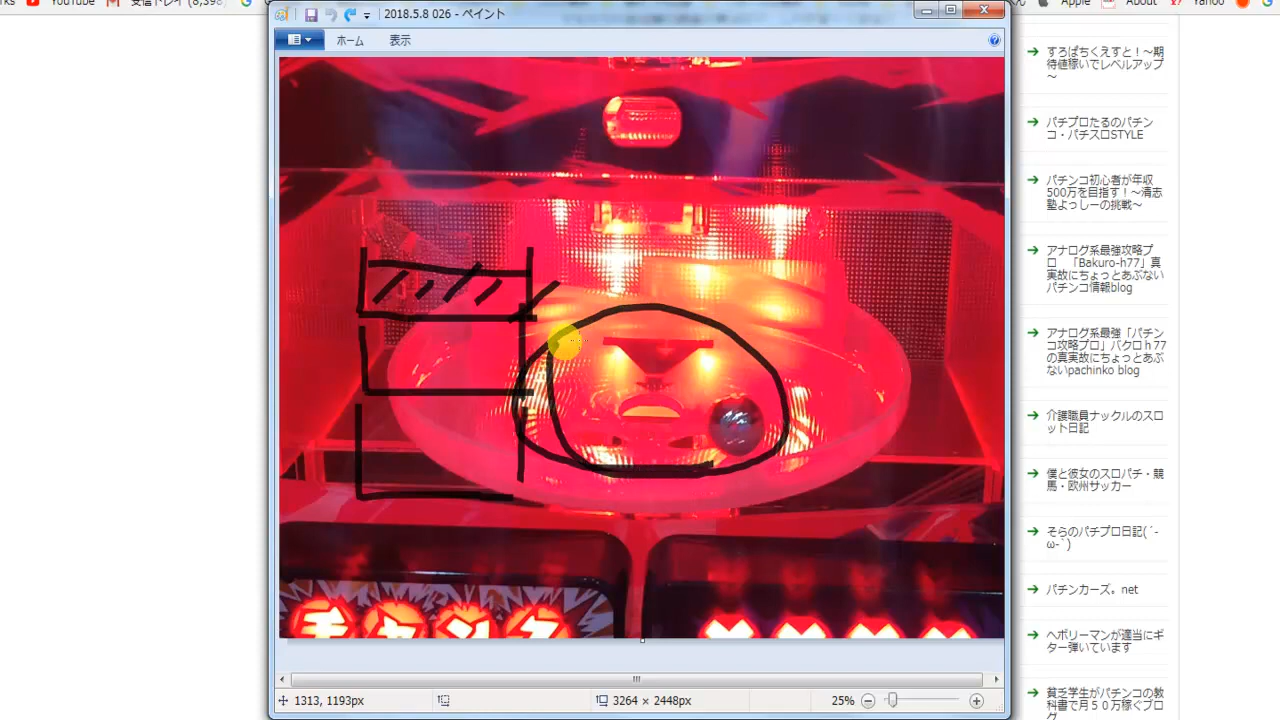 YouTube
受信トレイ (8,398)
Apple
About
Yahoo
2018.5.8 026 - ペイント
ホーム
表示
チャンク
1313, 1193px
3264 × 2448px
25%
すろぱちくえすと！～期
待値稼いでレベルアップ
～
パチプロたるのパチン
コ・パチスロSTYLE
パチンコ初心者が年収
500万を目指す！～清志
塾よっしーの挑戦～
アナログ系最強攻略プ
ロ 「Bakuro-h77」真
実故にちょっとあぶない
パチンコ情報blog
アナログ系最強「パチン
コ攻略プロ」バクロh77
の真実故にちょっとあぶ
ないpachinko blog
介護職員ナックルのスロ
ット日記
僕と彼女のスロパチ・競
馬・欧州サッカー
そらのパチプロ日記(´-
ω-`)
パチンカーズ。net
ヘボリーマンが適当にギ
ター弾いています
貧乏学生がパチンコの教
科書で月５０万稼ぐブロ
グ